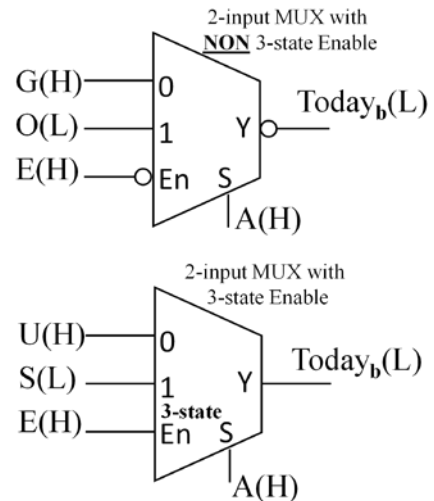 2-input MUX with
NON 3-state Enable
G(H)
0
Today_b(L)
O(L)
1
Y
E(H)
En
S
A(H)
2-input MUX with
3-state Enable
U(H)
0
Today_b(L)
S(L)
1
Y
3-state
E(H)
En
S
A(H)